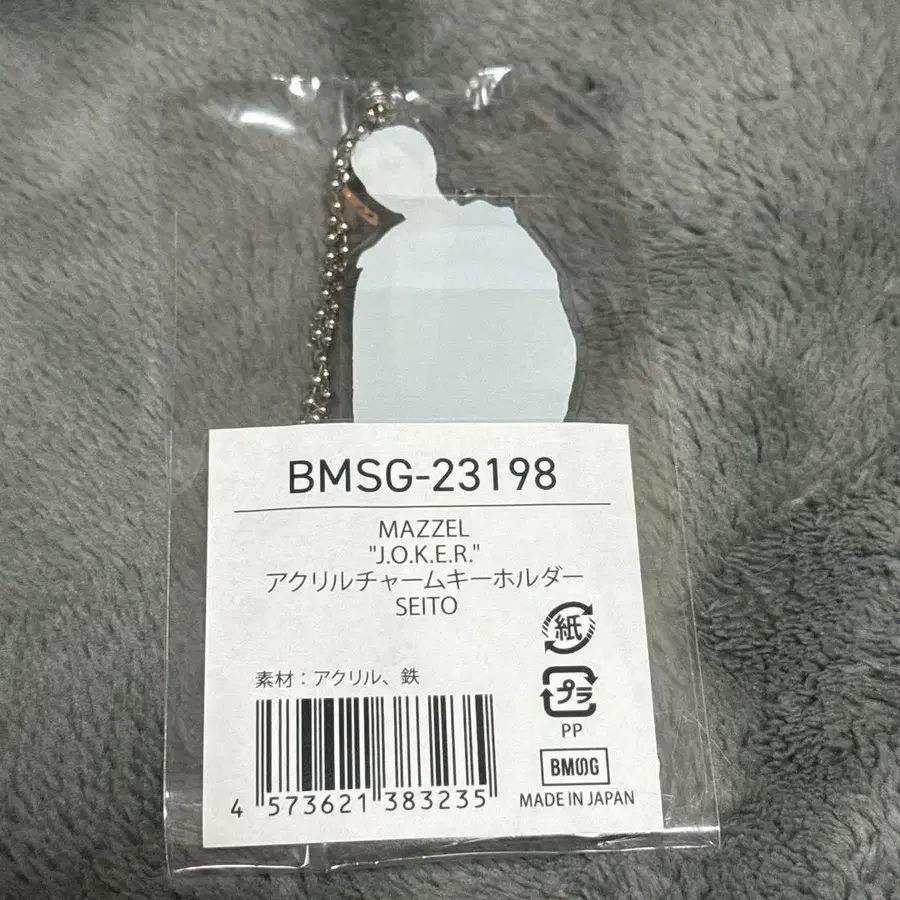 BMSG-23198
MAZZEL
"J.O.K.E.R."
アクリルチャームキーホルダー
SEITO
紙
素材：アクリル、鉄
プラ
PP
BMSG
4 573621 383235
MADE IN JAPAN